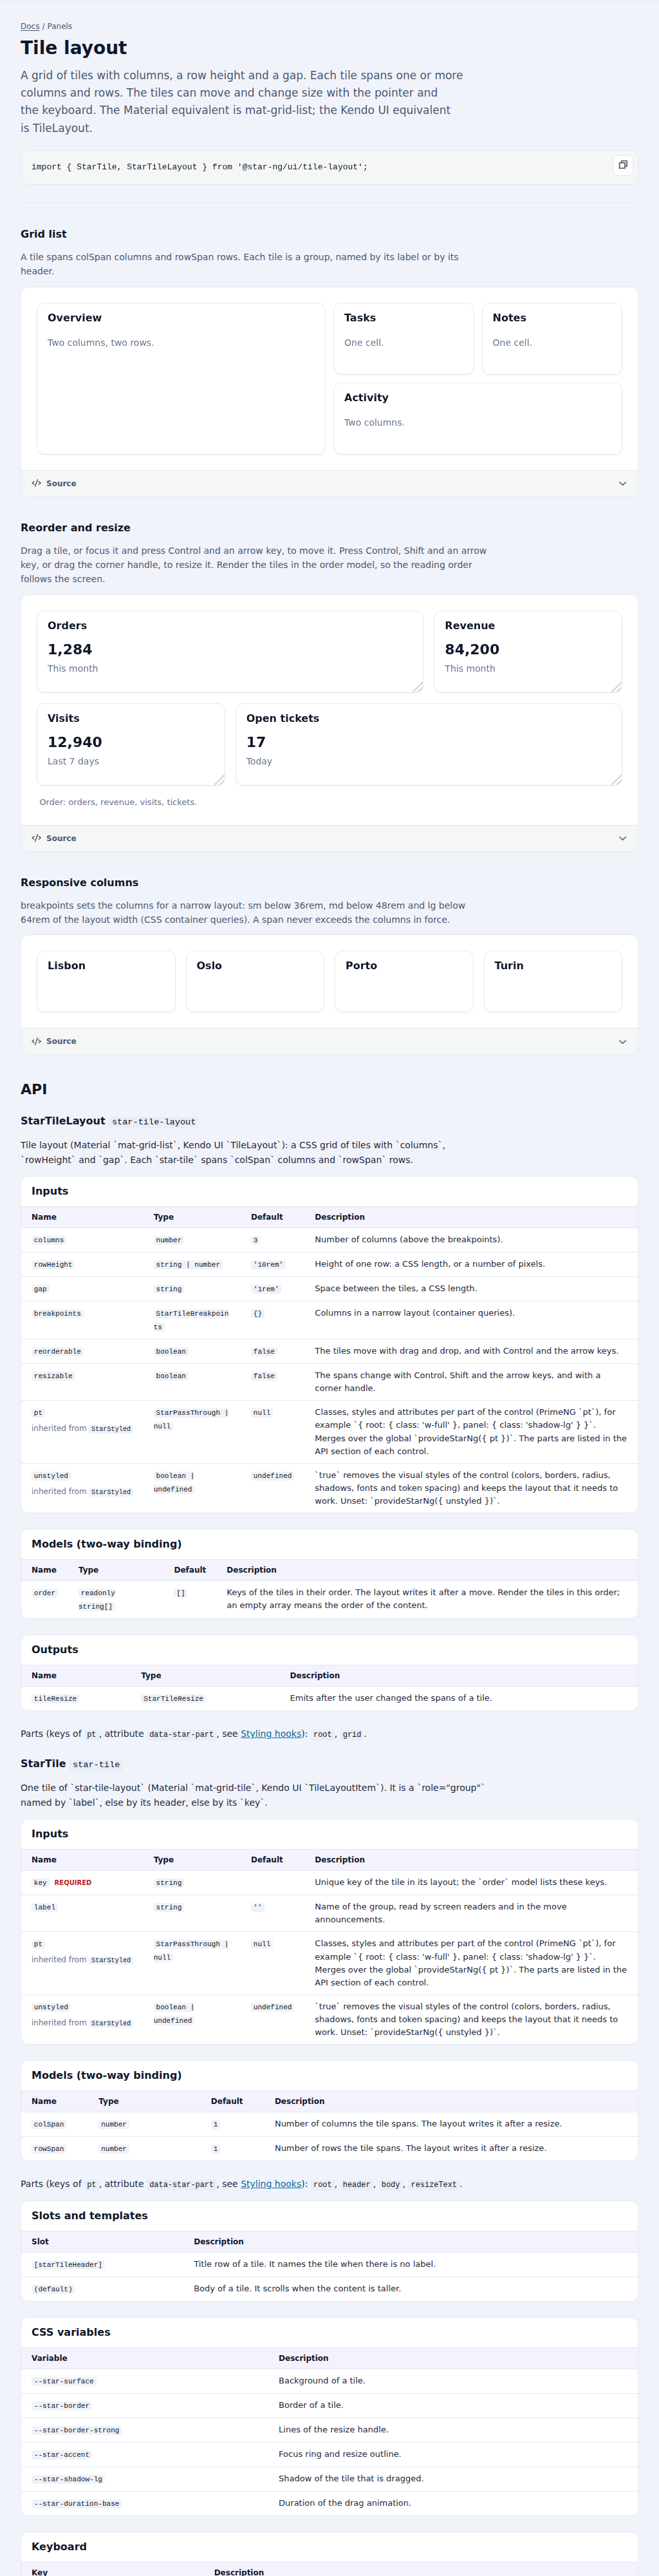 Docs / Panels
Tile layout
A grid of tiles with columns, a row height and a gap. Each tile spans one or more
columns and rows. The tiles can move and change size with the pointer and
the keyboard. The Material equivalent is mat-grid-list; the Kendo UI equivalent
is TileLayout.
import { StarTile, StarTileLayout } from '@star-ng/ui/tile-layout';
Grid list
A tile spans colSpan columns and rowSpan rows. Each tile is a group, named by its label or by its
header.
Overview
Two columns, two rows.
Tasks
One cell.
Notes
One cell.
Activity
Two columns.
Source
Reorder and resize
Drag a tile, or focus it and press Control and an arrow key, to move it. Press Control, Shift and an arrow
key, or drag the corner handle, to resize it. Render the tiles in the order model, so the reading order
follows the screen.
Orders
1,284
This month
Revenue
84,200
This month
Visits
12,940
Last 7 days
Open tickets
17
Today
Order: orders, revenue, visits, tickets.
Source
Responsive columns
breakpoints sets the columns for a narrow layout: sm below 36rem, md below 48rem and lg below
64rem of the layout width (CSS container queries). A span never exceeds the columns in force.
Lisbon
Oslo
Porto
Turin
Source
API
StarTileLayout star-tile-layout
Tile layout (Material `mat-grid-list`, Kendo UI `TileLayout`): a CSS grid of tiles with `columns`,
`rowHeight` and `gap`. Each `star-tile` spans `colSpan` columns and `rowSpan` rows.
Inputs
Name Type Default Description
columns number 3 Number of columns (above the breakpoints).
rowHeight string | number '10rem' Height of one row: a CSS length, or a number of pixels.
gap string '1rem' Space between the tiles, a CSS length.
breakpoints StarTileBreakpoin {} Columns in a narrow layout (container queries).
ts
reorderable boolean false The tiles move with drag and drop, and with Control and the arrow keys.
resizable boolean false The spans change with Control, Shift and the arrow keys, and with a
corner handle.
pt StarPassThrough | null Classes, styles and attributes per part of the control (PrimeNG `pt`), for
inherited from StarStyled null example `{ root: { class: 'w-full' }, panel: { class: 'shadow-lg' } }`.
Merges over the global `provideStarNg({ pt })`. The parts are listed in the
API section of each control.
unstyled boolean | undefined `true` removes the visual styles of the control (colors, borders, radius,
inherited from StarStyled undefined shadows, fonts and token spacing) and keeps the layout that it needs to
work. Unset: `provideStarNg({ unstyled })`.
Models (two-way binding)
Name Type Default Description
order readonly [] Keys of the tiles in their order. The layout writes it after a move. Render the tiles in this order;
string[] an empty array means the order of the content.
Outputs
Name Type Description
tileResize StarTileResize Emits after the user changed the spans of a tile.
Parts (keys of pt, attribute data-star-part, see Styling hooks): root, grid.
StarTile star-tile
One tile of `star-tile-layout` (Material `mat-grid-tile`, Kendo UI `TileLayoutItem`). It is a `role="group"`
named by `label`, else by its header, else by its `key`.
Inputs
Name Type Default Description
key REQUIRED string Unique key of the tile in its layout; the `order` model lists these keys.
label string '' Name of the group, read by screen readers and in the move
announcements.
pt StarPassThrough | null Classes, styles and attributes per part of the control (PrimeNG `pt`), for
inherited from StarStyled null example `{ root: { class: 'w-full' }, panel: { class: 'shadow-lg' } }`.
Merges over the global `provideStarNg({ pt })`. The parts are listed in the
API section of each control.
unstyled boolean | undefined `true` removes the visual styles of the control (colors, borders, radius,
inherited from StarStyled undefined shadows, fonts and token spacing) and keeps the layout that it needs to
work. Unset: `provideStarNg({ unstyled })`.
Models (two-way binding)
Name Type Default Description
colSpan number 1 Number of columns the tile spans. The layout writes it after a resize.
rowSpan number 1 Number of rows the tile spans. The layout writes it after a resize.
Parts (keys of pt, attribute data-star-part, see Styling hooks): root, header, body, resizeText.
Slots and templates
Slot Description
[starTileHeader] Title row of a tile. It names the tile when there is no label.
(default) Body of a tile. It scrolls when the content is taller.
CSS variables
Variable Description
--star-surface Background of a tile.
--star-border Border of a tile.
--star-border-strong Lines of the resize handle.
--star-accent Focus ring and resize outline.
--star-shadow-lg Shadow of the tile that is dragged.
--star-duration-base Duration of the drag animation.
Keyboard
Key Description